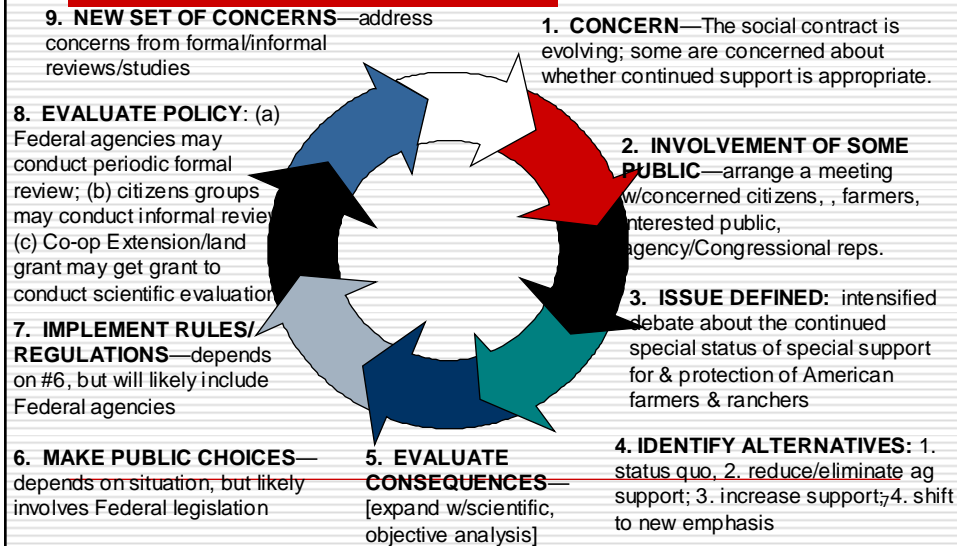 1. CONCERN—The social contract is
evolving; some are concerned about
whether continued support is appropriate.
2. INVOLVEMENT OF SOME
PUBLIC—arrange a meeting
w/concerned citizens, , farmers,
interested public,
agency/Congressional reps.
3. ISSUE DEFINED: intensified
debate about the continued
special status of special support
for & protection of American
farmers & ranchers
4. IDENTIFY ALTERNATIVES: 1.
status quo, 2. reduce/eliminate ag
support; 3. increase support; 4. shift
to new emphasis
7
5. EVALUATE
CONSEQUENCES—
[expand w/scientific,
objective analysis]
6. MAKE PUBLIC CHOICES—
depends on situation, but likely
involves Federal legislation
7. IMPLEMENT RULES/
REGULATIONS—depends
on #6, but will likely include
Federal agencies
8. EVALUATE POLICY: (a)
Federal agencies may
conduct periodic formal
review; (b) citizens groups
may conduct informal review
(c) Co-op Extension/land
grant may get grant to
conduct scientific evaluation
9. NEW SET OF CONCERNS—address
concerns from formal/informal
reviews/studies